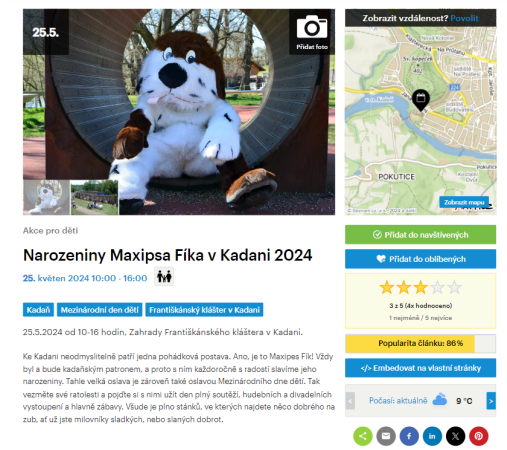 25.5.
Přidat foto
Zobrazit vzdálenost? Povolit
POKUTICE
Zobrazit mapu
Akce pro děti
Narozeniny Maxipsa Fíka v Kadani 2024
25. květen 2024 10:00 - 16:00
Kadaň
Mezinárodní den dětí
Františkánský klášter v Kadani
25.5.2024 od 10-16 hodin, Zahrady Františkánského kláštera v Kadani.
Ke Kadani neodmyslitelně patří jedna pohádková postava. Ano, je to Maxipes Fík! Vždy
byl a bude kadaňským patronem, a proto s ním každoročně s radostí slavíme jeho
narozeniny. Tahle velká oslava je zároveň také oslavou Mezinárodního dne dětí. Tak
vezměte své ratolesti a pojďte si s nimi užít den plný soutěží, hudebních a divadelních
vystoupení a hlavně zábavy. Všude je plno stánků, ve kterých najdete něco dobrého na
zub, ať už jste milovníky sladkých, nebo slaných dobrot.
Přidat do navštívených
Přidat do oblíbených
3 z 5 (4x hodnoceno)
1 nejméně / 5 nejvíce
Popularita článku: 86%
</> Embedovat na vlastní stránky
< Počasí: aktuálně 9 °C >